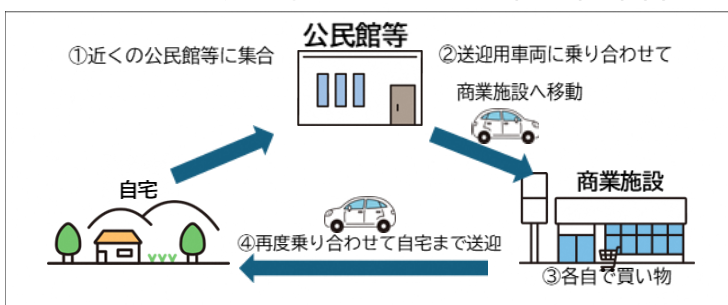 公民館等
①近くの公民館等に集合
②送迎用車両に乗り合わせて
商業施設へ移動
自宅
商業施設
④再度乗り合わせて自宅まで送迎
③各自で買い物